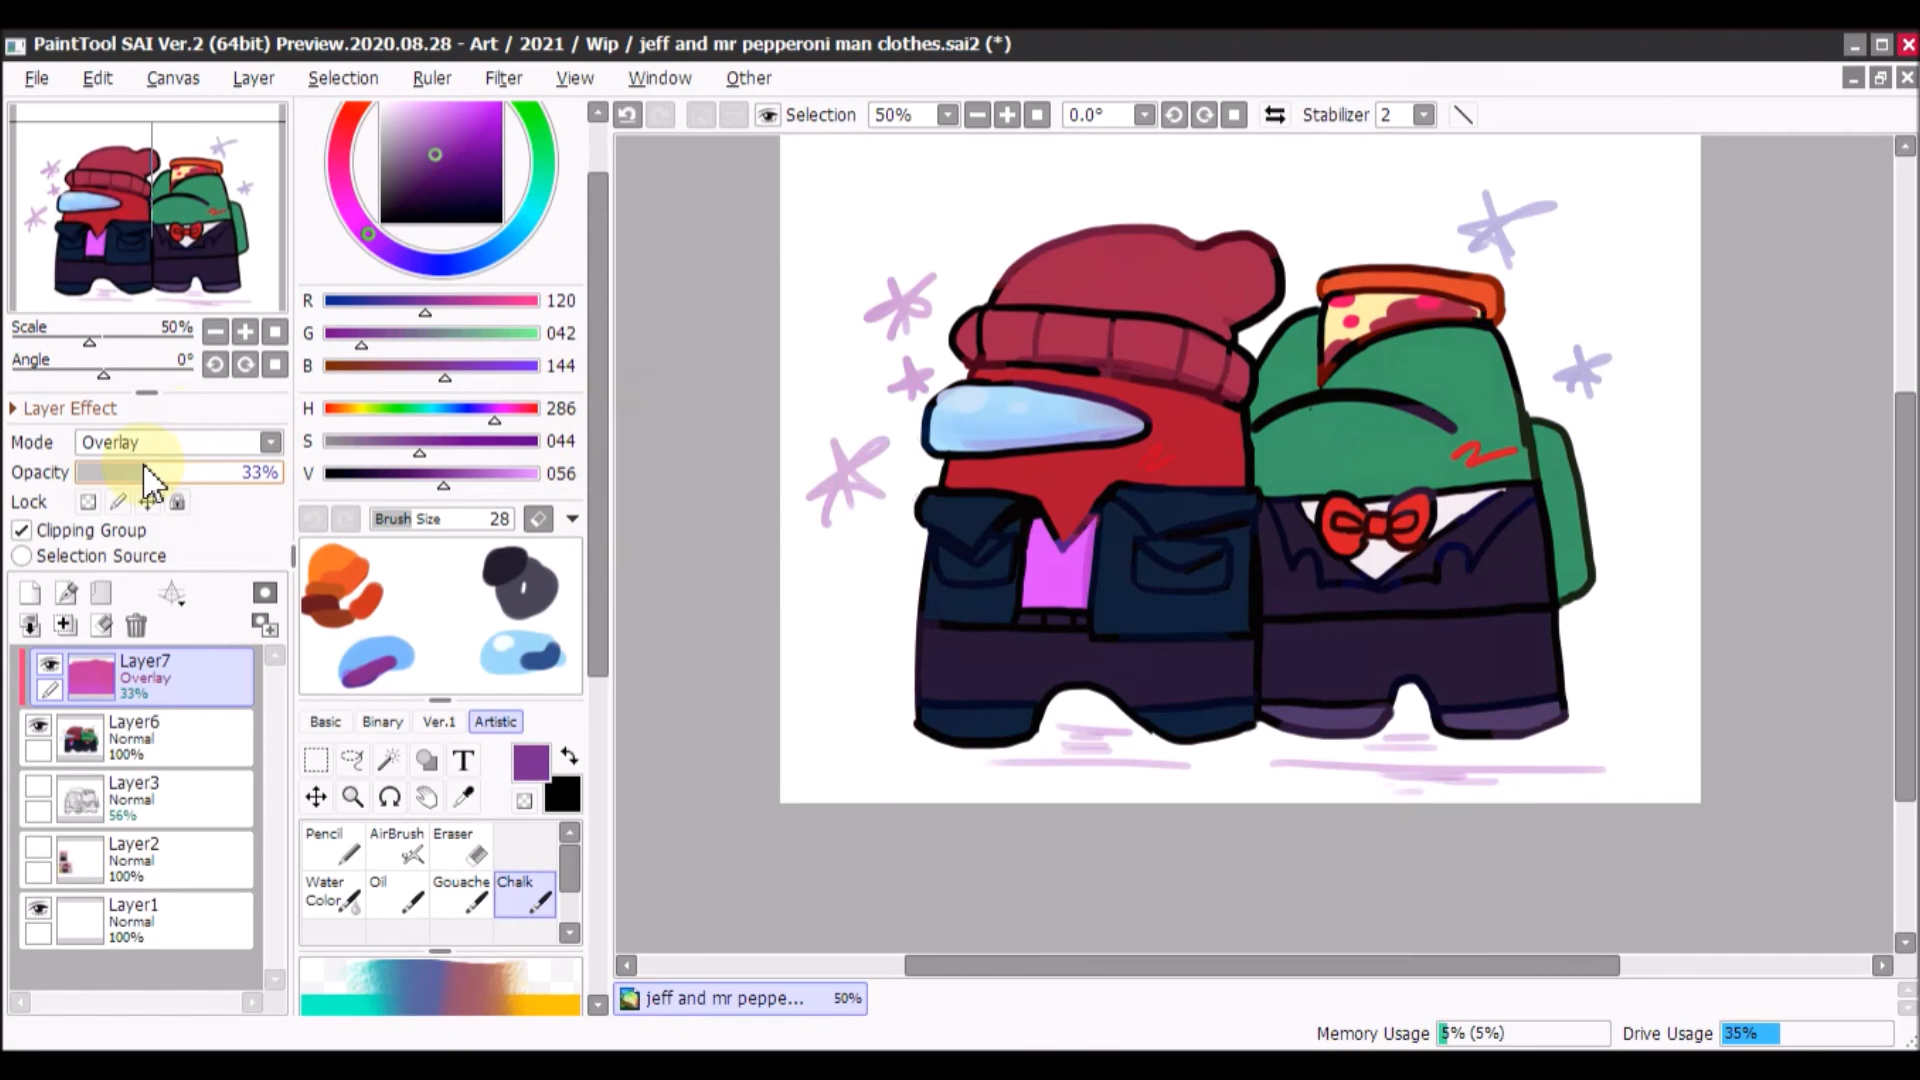 PaintTool SAI Ver.2 (64bit) Preview.2020.08.28 - Art / 2021 / Wip / jeff and mr pepperoni man clothes.sai2 (*)
File Edit Canvas Layer Selection Ruler Filter View Window Other
Selection 50% 0.0° Stabilizer 2
Scale 50%
Angle 0°
Layer Effect
Mode Overlay
Opacity 33%
Lock
Clipping Group
Selection Source
Layer7
Overlay
33%
Layer6
Normal
100%
Layer3
Normal
56%
Layer2
Normal
100%
Layer1
Normal
100%
R 120
G 042
B 144
H 286
S 044
V 056
Brush Size 28
Basic Binary Ver.1 Artistic
T
Pencil AirBrush Eraser
Water Color Oil Gouache Chalk
jeff and mr peppe... 50%
Memory Usage 5% (5%) Drive Usage 35%